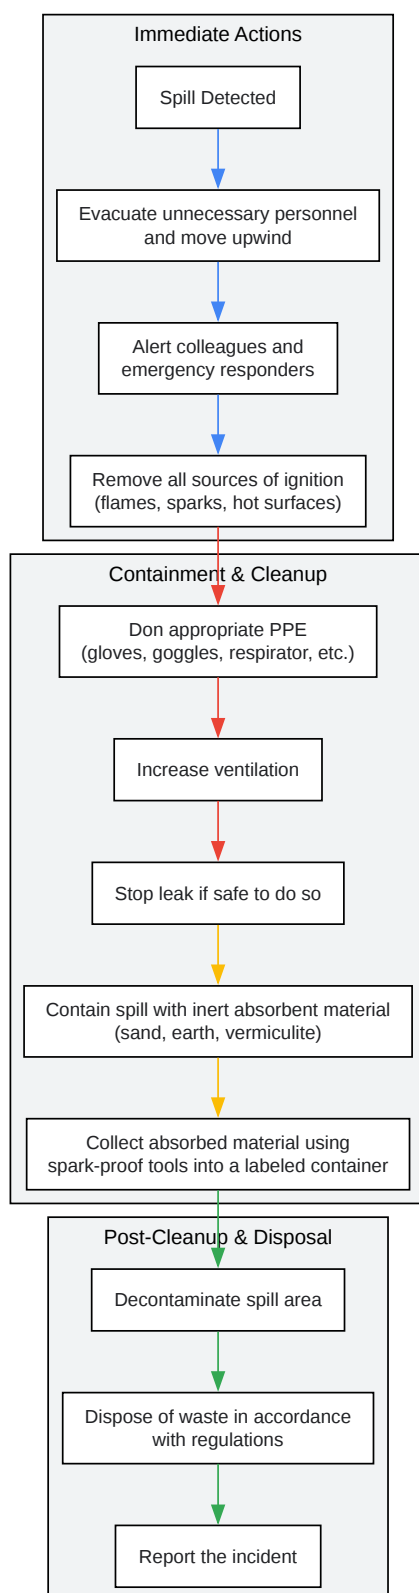 Immediate Actions
Spill Detected
Evacuate unnecessary personnel
and move upwind
Alert colleagues and
emergency responders
Remove all sources of ignition
(flames, sparks, hot surfaces)
Containment & Cleanup
Don appropriate PPE
(gloves, goggles, respirator, etc.)
Increase ventilation
Stop leak if safe to do so
Contain spill with inert absorbent material
(sand, earth, vermiculite)
Collect absorbed material using
spark-proof tools into a labeled container
Post-Cleanup & Disposal
Decontaminate spill area
Dispose of waste in accordance
with regulations
Report the incident